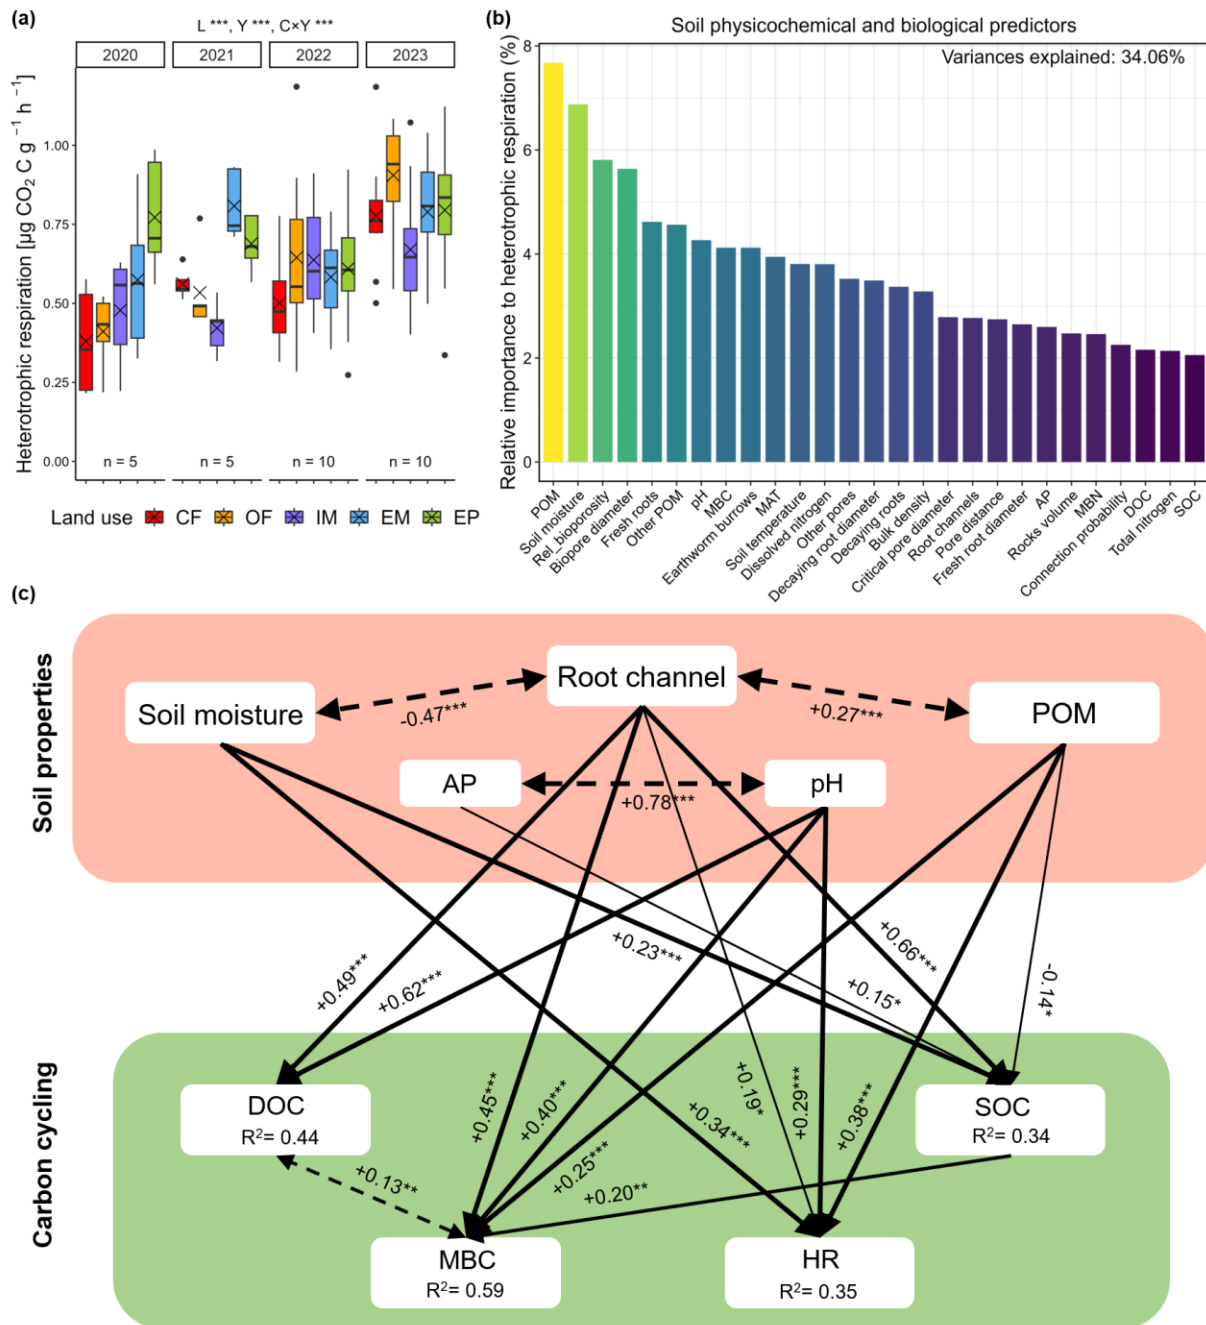 (a)
L ***, Y ***, C×Y ***
2020
2021
2022
2023
Heterotrophic respiration [µg CO₂ C g⁻¹ h⁻¹]
1.00
0.75
0.50
0.25
0.00
n = 5
n = 5
n = 10
n = 10
Land use
CF
OF
IM
EM
EP
(b)
Soil physicochemical and biological predictors
Variances explained: 34.06%
Relative importance to heterotrophic respiration (%)
8
6
4
2
0
POM
Soil moisture
Rel_bioporosity
Biopore diameter
Fresh roots
Other POM
pH
MBC
Earthworm burrows
MAT
Soil temperature
Dissolved nitrogen
Other pores
Decaying root diameter
Decaying roots
Bulk density
Critical pore diameter
Root channels
Pore distance
Fresh root diameter
AP
Rocks volume
MBN
Connection probability
DOC
Total nitrogen
SOC
(c)
Soil properties
Root channel
Soil moisture
POM
-0.47***
+0.27***
AP
pH
+0.78***
+0.49***
+0.62***
+0.23***
+0.66***
+0.15*
-0.14*
Carbon cycling
DOC
R²= 0.44
SOC
R²= 0.34
+0.45***
+0.40***
+0.34***
+0.19*
+0.29***
+0.38***
+0.13**
+0.25***
+0.20**
MBC
R²= 0.59
HR
R²= 0.35